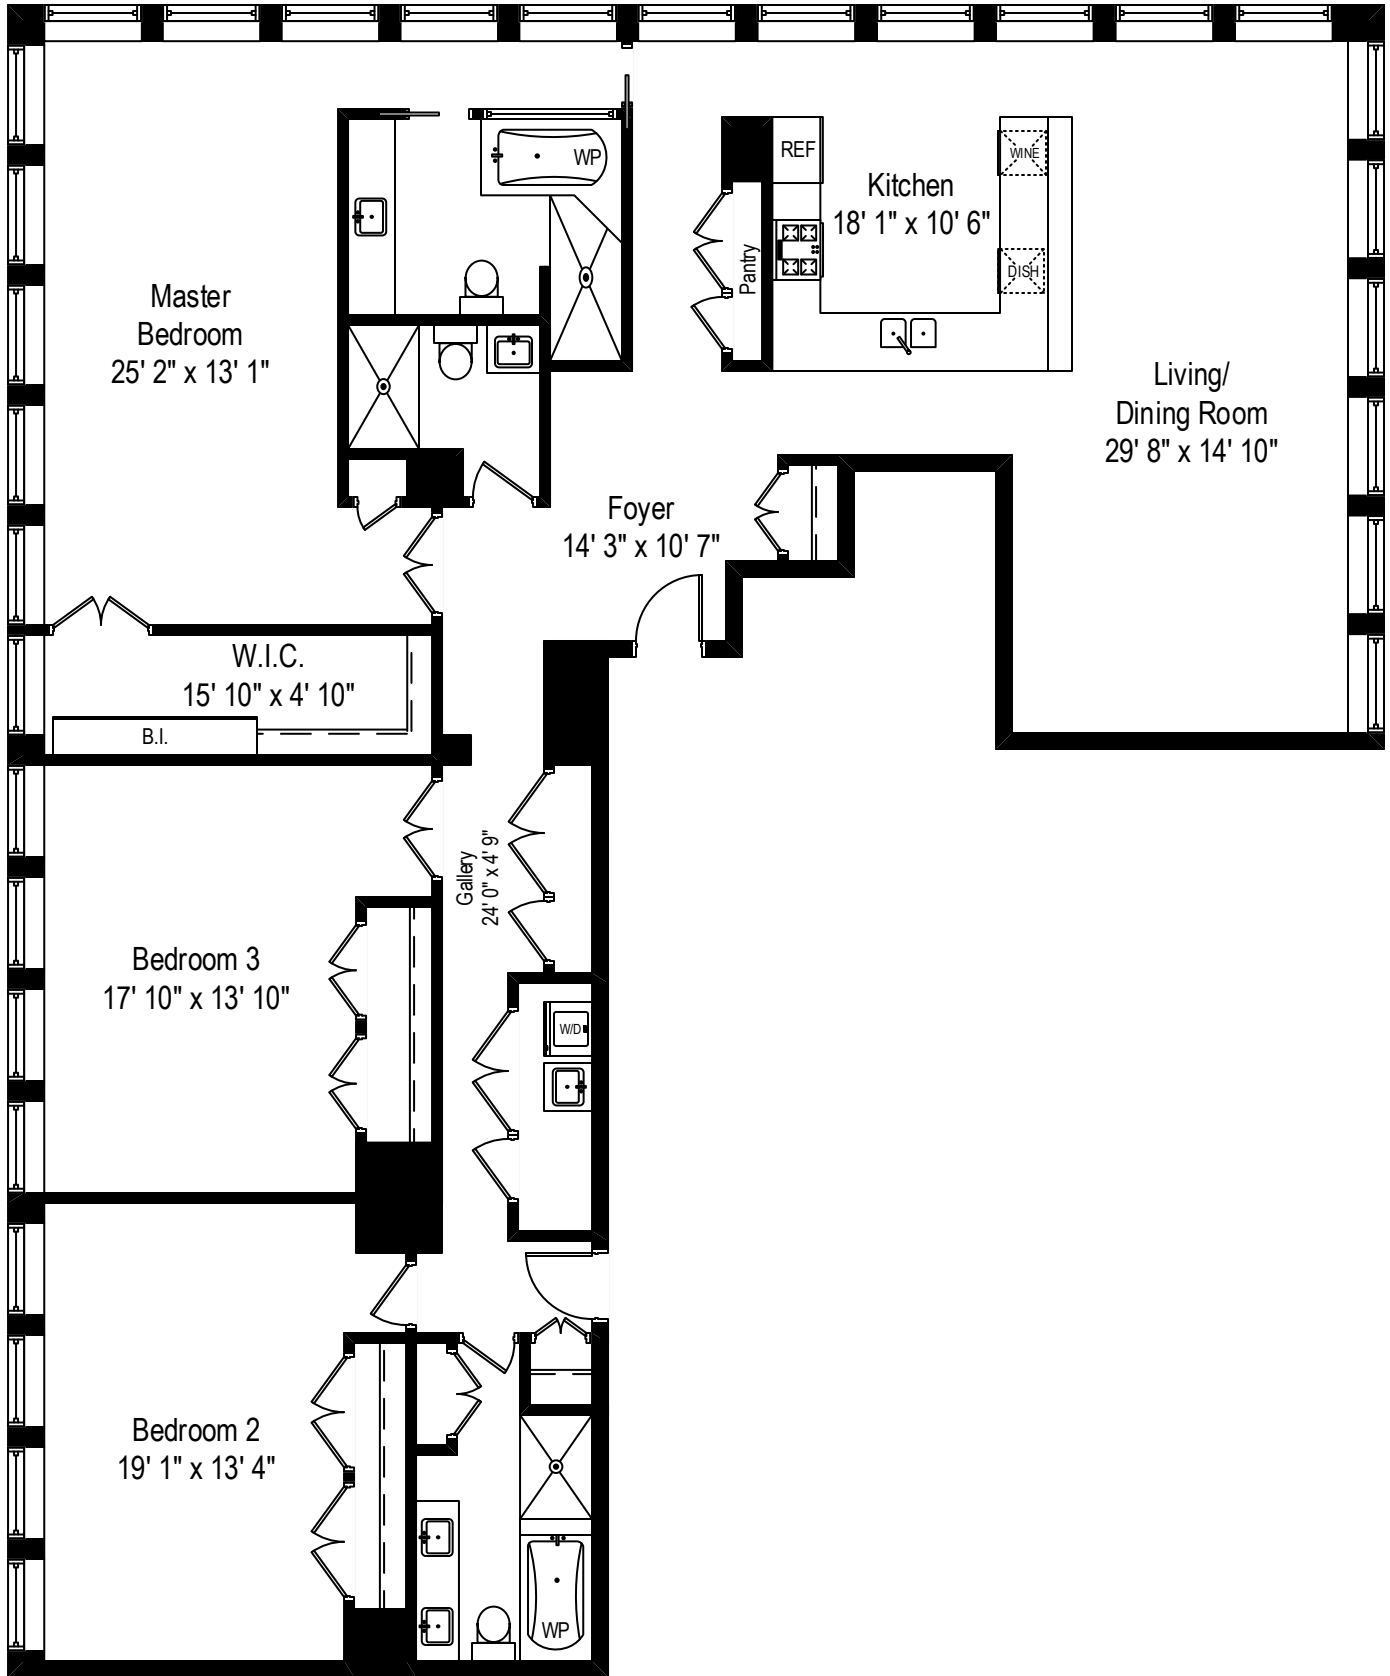 WP
REF
WINE
Kitchen
18' 1" x 10' 6"
Pantry
DISH
Master
Bedroom
25' 2" x 13' 1"
Living/
Dining Room
29' 8" x 14' 10"
Foyer
14' 3" x 10' 7"
W.I.C.
15' 10" x 4' 10"
B.I.
Gallery
24' 0" x 4' 9"
Bedroom 3
17' 10" x 13' 10"
W/D
Bedroom 2
19' 1" x 13' 4"
WP